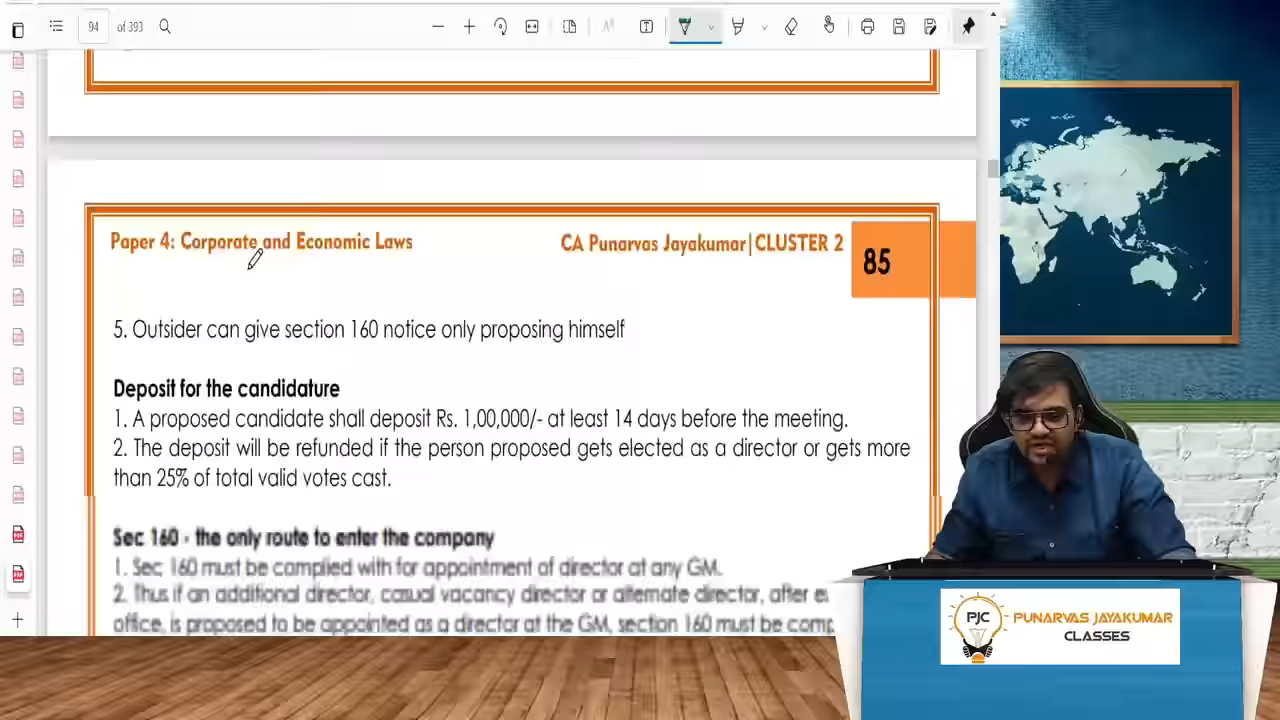 94 of 393
Paper 4: Corporate and Economic Laws
CA Punarvas Jayakumar|CLUSTER 2
85
5. Outsider can give section 160 notice only proposing himself
Deposit for the candidature
1. A proposed candidate shall deposit Rs. 1,00,000/- at least 14 days before the meeting.
2. The deposit will be refunded if the person proposed gets elected as a director or gets more
than 25% of total valid votes cast.
Sec 160 - the only route to enter the company
1. Sec 160 must be complied with for appointment of director at any GM.
2. Thus if an additional director, casual vacancy director or alternate director, after
office, is proposed to be appointed as a director at the GM, section 160 must be
PJC
PUNARVAS JAYAKUMAR
CLASSES